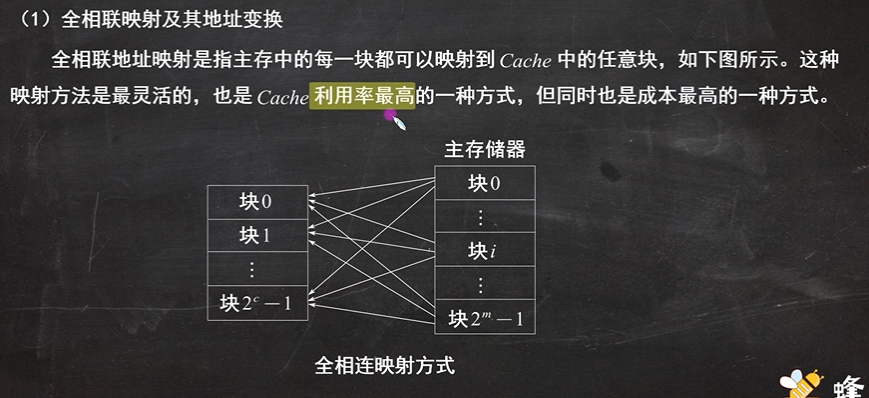 （1）全相联映射及其地址变换
全相联地址映射是指主存中的每一块都可以映射到 Cache 中的任意块，如下图所示。这种
映射方法是最灵活的，也是 Cache 利用率最高的一种方式，但同时也是成本最高的一种方式。
主存储器
块0
块1
⋮
块2ᶜ－1
块0
⋮
块i
⋮
块2ᵐ－1
全相连映射方式
蜂